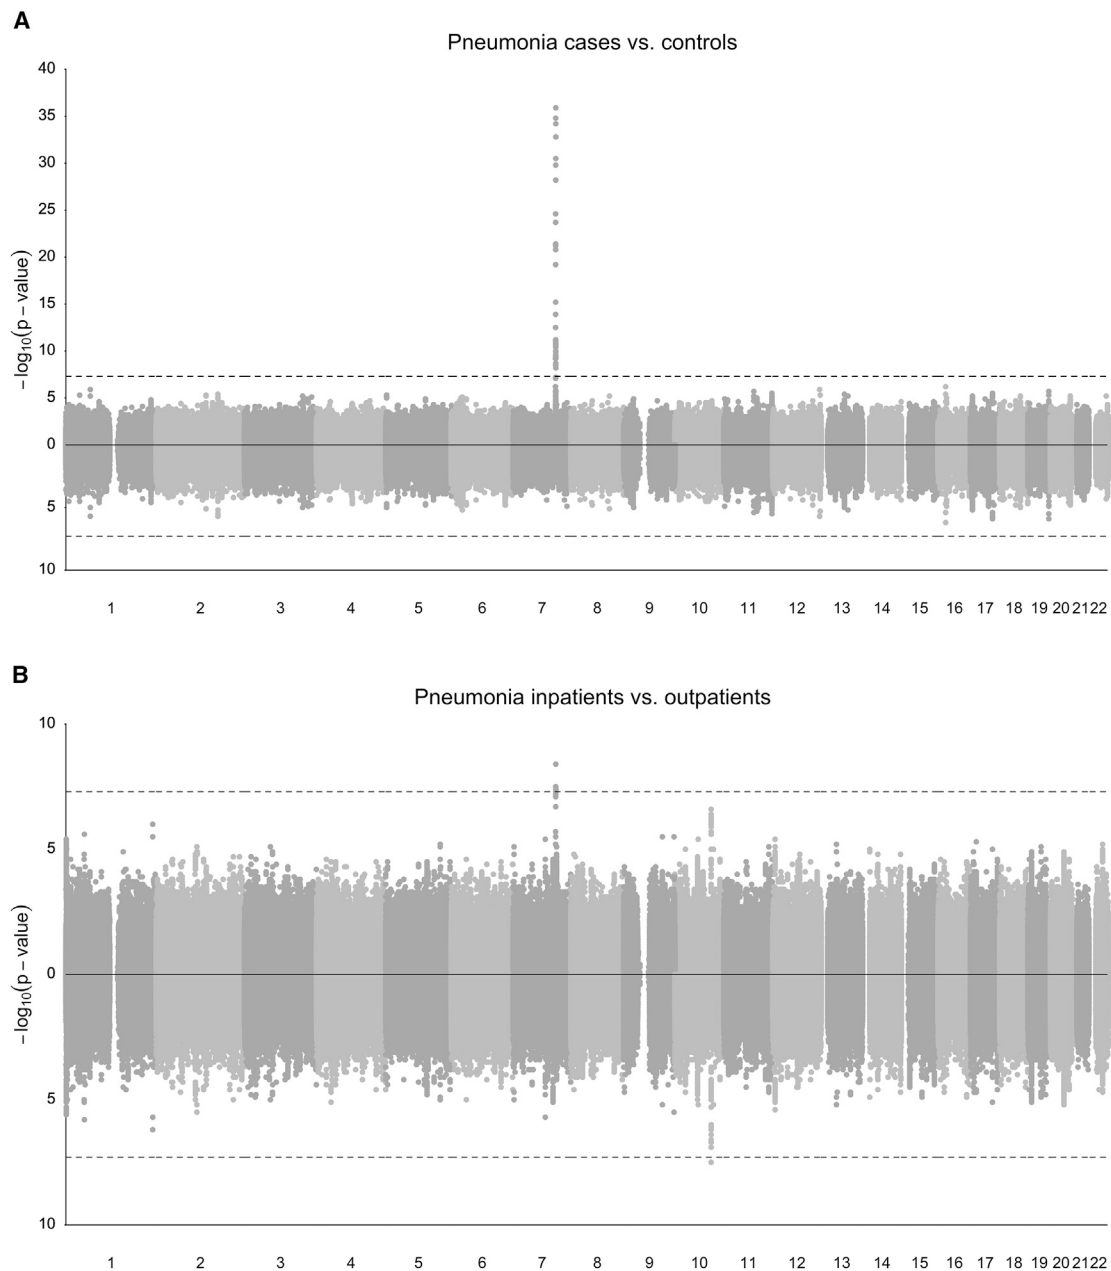 A
Pneumonia cases vs. controls
40
35
30
25
20
15
10
5
0
5
10
−log10(p − value)
1 2 3 4 5 6 7 8 9 10 11 12 13 14 15 16 17 18 19 20 21 22
B
Pneumonia inpatients vs. outpatients
10
5
0
5
10
−log10(p − value)
1 2 3 4 5 6 7 8 9 10 11 12 13 14 15 16 17 18 19 20 21 22